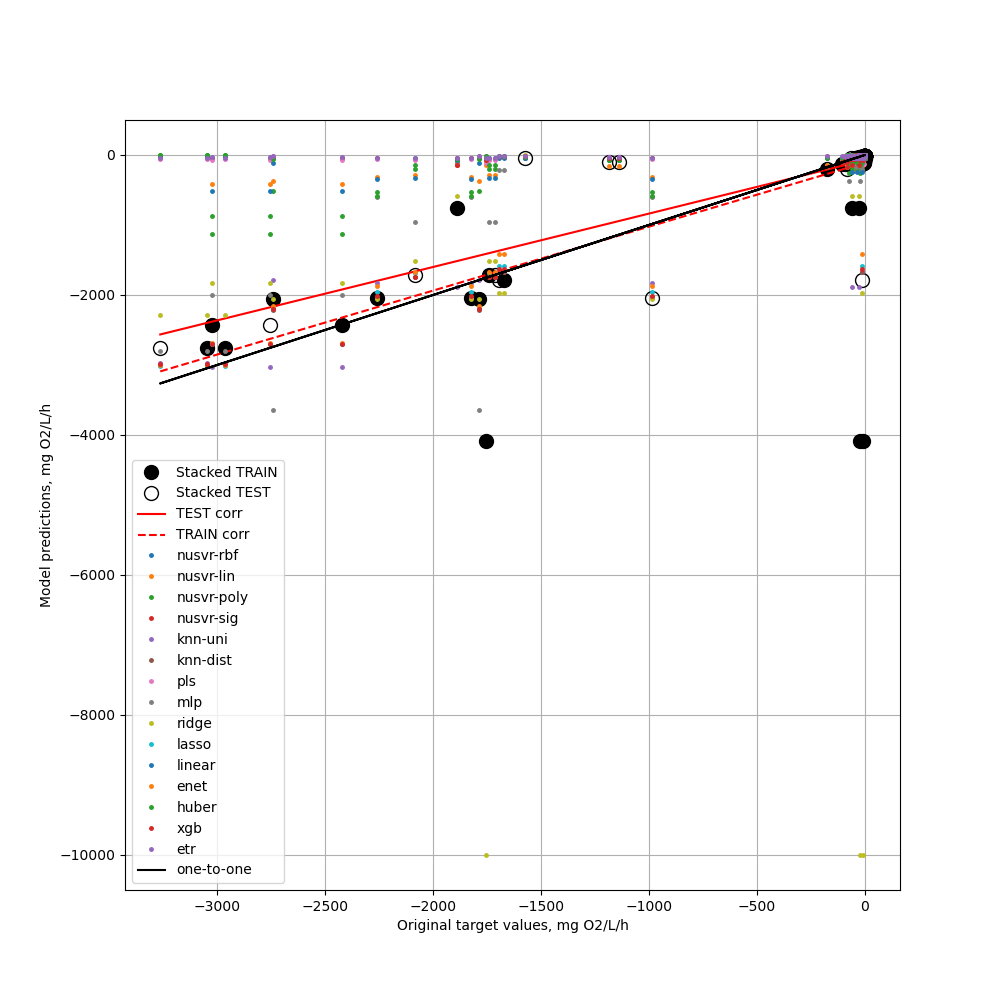 0
−2000
−4000
−6000
−8000
−10000
Model predictions, mg O2/L/h
Stacked TRAIN
Stacked TEST
TEST corr
TRAIN corr
nusvr-rbf
nusvr-lin
nusvr-poly
nusvr-sig
knn-uni
knn-dist
pls
mlp
ridge
lasso
linear
enet
huber
xgb
etr
one-to-one
−3000 −2500 −2000 −1500 −1000 −500 0
Original target values, mg O2/L/h